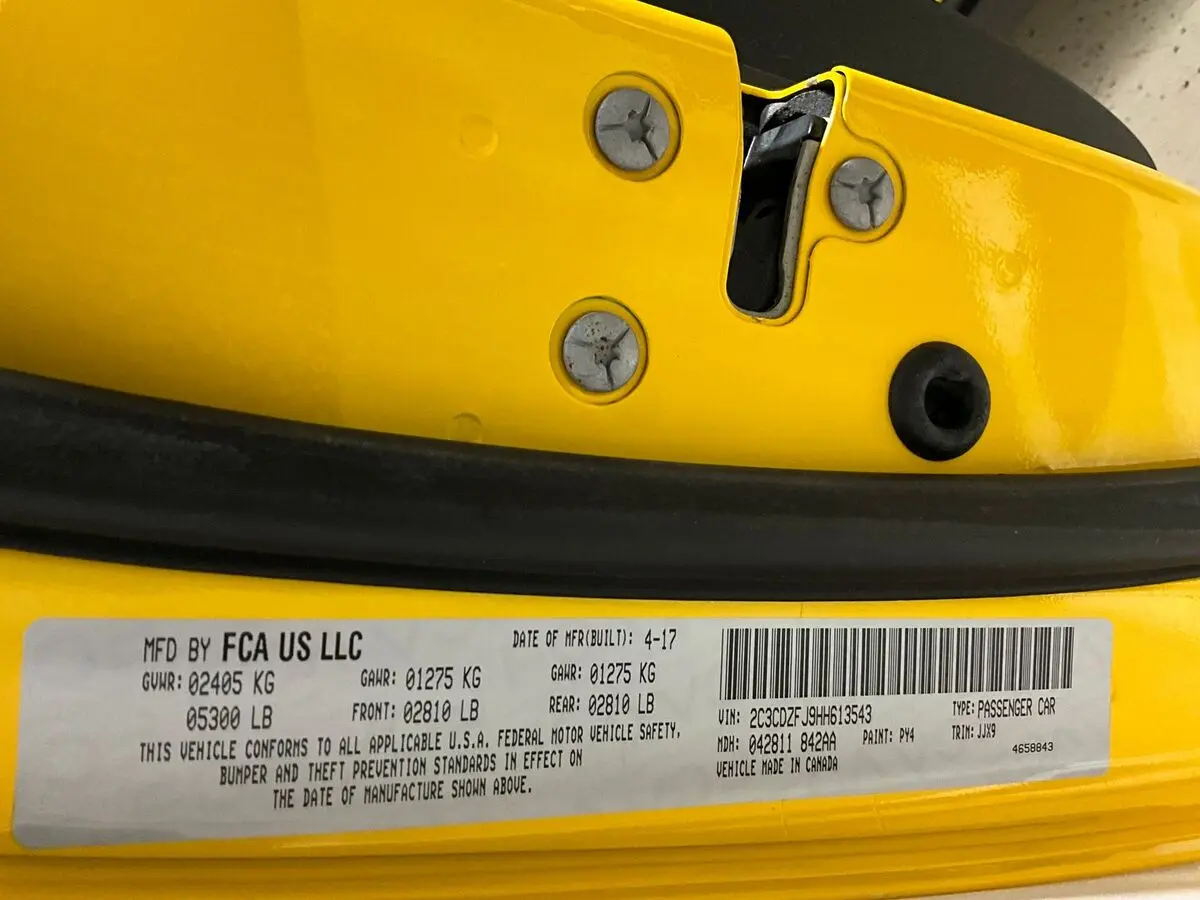 MFD BY FCA US LLC
DATE OF MFR(BUILT): 4-17
GVWR: 02405 KG
GAWR: 01275 KG
GAWR: 01275 KG
05300 LB
FRONT: 02810 LB
REAR: 02810 LB
THIS VEHICLE CONFORMS TO ALL APPLICABLE U.S.A. FEDERAL MOTOR VEHICLE SAFETY,
BUMPER AND THEFT PREVENTION STANDARDS IN EFFECT ON
THE DATE OF MANUFACTURE SHOWN ABOVE.
VIN: 2C3CDZFJ9HH613543
TYPE: PASSENGER CAR
MDH: 042811 842AA
PAINT: PY4
TRIM: JJX9
VEHICLE MADE IN CANADA
4658843